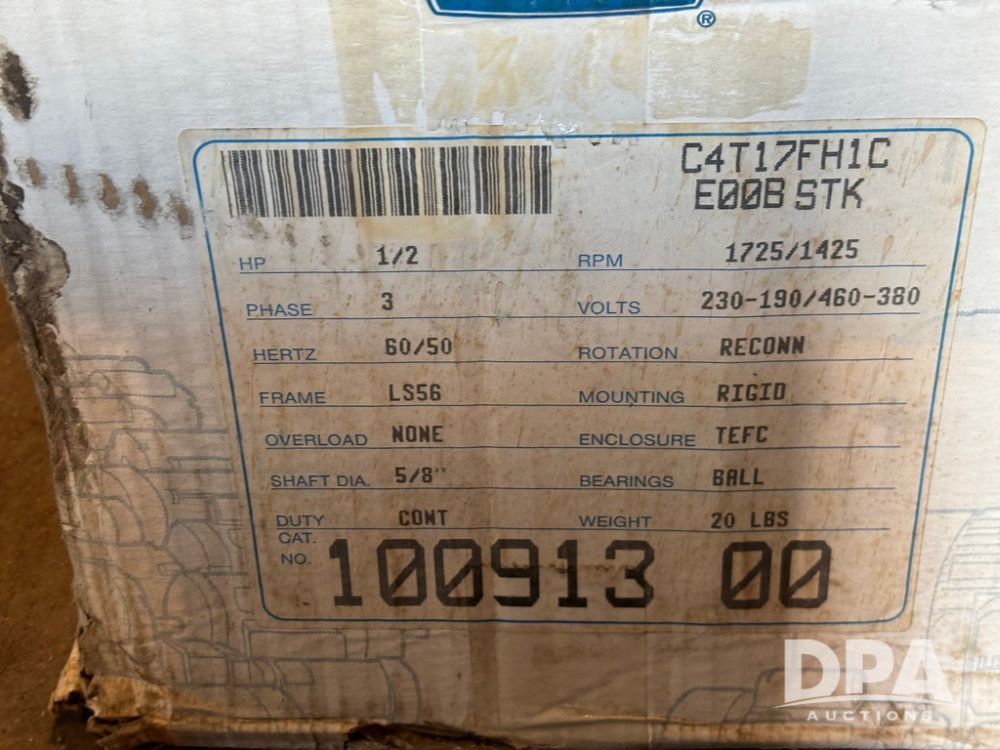 ®
C4T17FH1C
E00B STK
HP 1/2 RPM 1725/1425
PHASE 3 VOLTS 230-190/460-380
HERTZ 60/50 ROTATION RECONN
FRAME LS56 MOUNTING RIGID
OVERLOAD NONE ENCLOSURE TEFC
SHAFT DIA. 5/8" BEARINGS BALL
DUTY CONT WEIGHT 20 LBS
CAT. NO. 100913 00
DPA
AUCTIONS